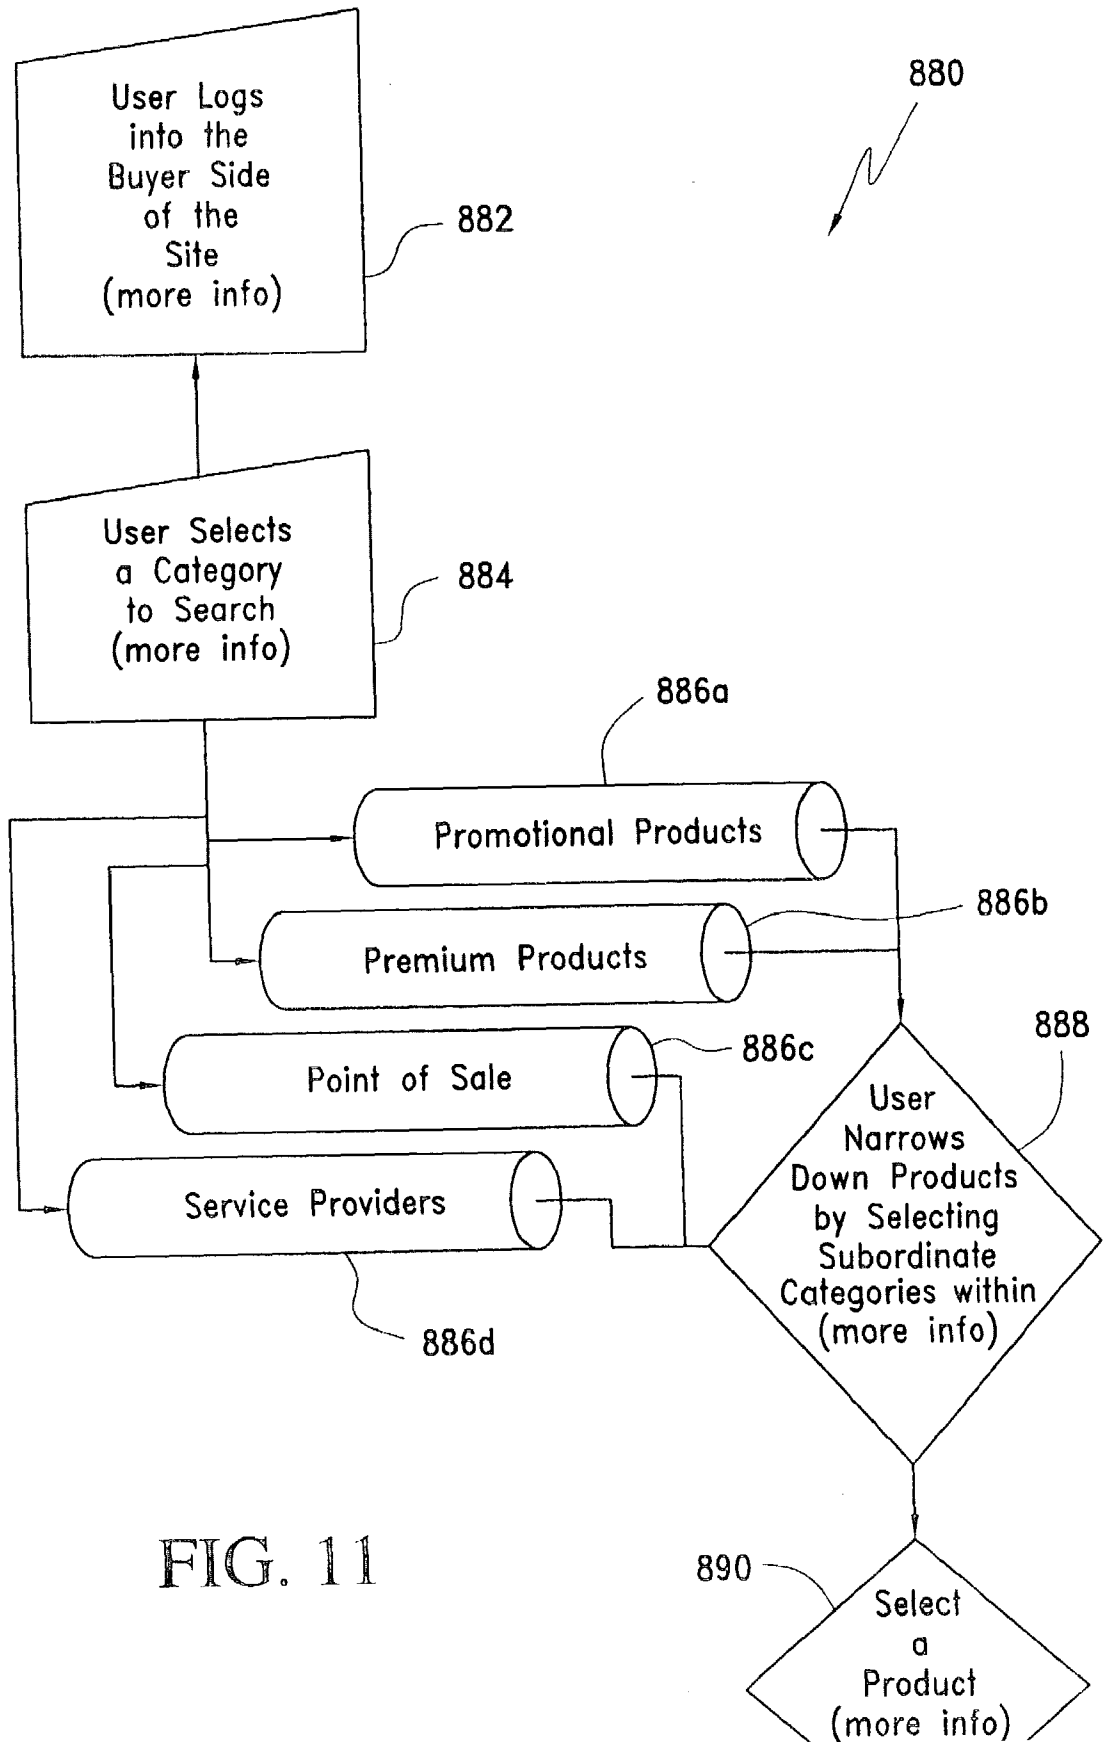 880
User Logs
into the
Buyer Side
of the
Site
(more info)
882
User Selects
a Category
to Search
(more info)
884
886a
Promotional Products
886b
Premium Products
886c
Point of Sale
Service Providers
886d
888
User
Narrows
Down Products
by Selecting
Subordinate
Categories within
(more info)
FIG. 11
890
Select
a
Product
(more info)